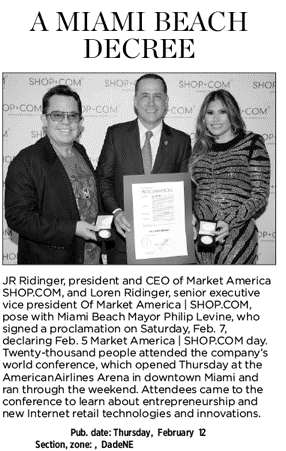 A MIAMI BEACH
DECREE
SHOP•COM
SHOP•COM
SHOP•COM
PROCLAMATION
JR Ridinger, president and CEO of Market America
SHOP.COM, and Loren Ridinger, senior executive
vice president Of Market America | SHOP.COM,
pose with Miami Beach Mayor Philip Levine, who
signed a proclamation on Saturday, Feb. 7,
declaring Feb. 5 Market America | SHOP.COM day.
Twenty-thousand people attended the company's
world conference, which opened Thursday at the
AmericanAirlines Arena in downtown Miami and
ran through the weekend. Attendees came to the
conference to learn about entrepreneurship and
new Internet retail technologies and innovations.
Pub. date: Thursday, February 12
Section, zone: , DadeNE